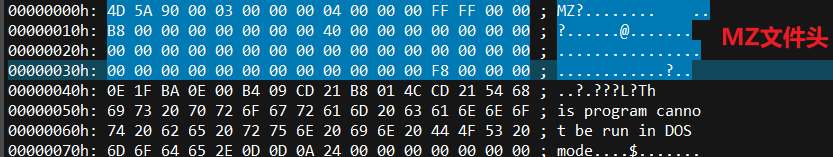 00000000h: 4D 5A 90 00 03 00 00 00 04 00 00 00 FF FF 00 00 ; MZ?......... ..
00000010h: B8 00 00 00 00 00 00 00 40 00 00 00 00 00 00 00 ; ?.......@.......
00000020h: 00 00 00 00 00 00 00 00 00 00 00 00 00 00 00 00 ; ................
00000030h: 00 00 00 00 00 00 00 00 00 00 00 00 F8 00 00 00 ; ............?..
00000040h: 0E 1F BA 0E 00 B4 09 CD 21 B8 01 4C CD 21 54 68 ; ..?.???L?Th
00000050h: 69 73 20 70 72 6F 67 72 61 6D 20 63 61 6E 6E 6F ; is program canno
00000060h: 74 20 62 65 20 72 75 6E 20 69 6E 20 44 4F 53 20 ; t be run in DOS
00000070h: 6D 6F 64 65 2E 0D 0D 0A 24 00 00 00 00 00 00 00 ; mode....$.......
MZ文件头